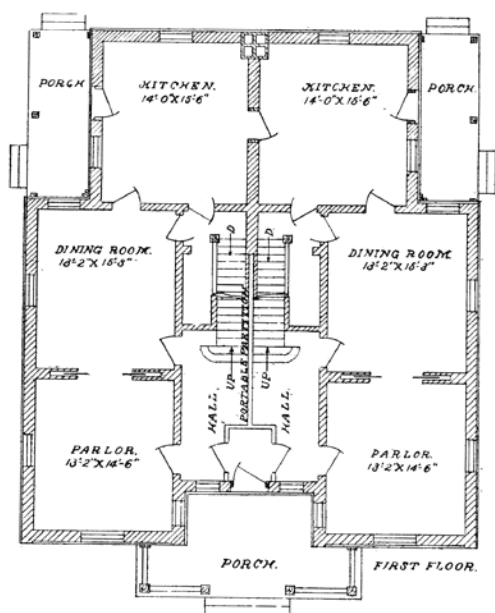 PORCH
KITCHEN.
14'-0"X15'-6"
KITCHEN.
14'-0"X15'-6"
PORCH.
DINING ROOM.
13'-2"X15'-3"
D
D.
DINING ROOM
13'-2"X15'-3"
PORTABLE PARTITION
UP
UP
HALL.
HALL.
PARLOR.
13'-2"X14'-6"
PARLOR.
13'-2"X14'-6"
PORCH.
FIRST FLOOR.